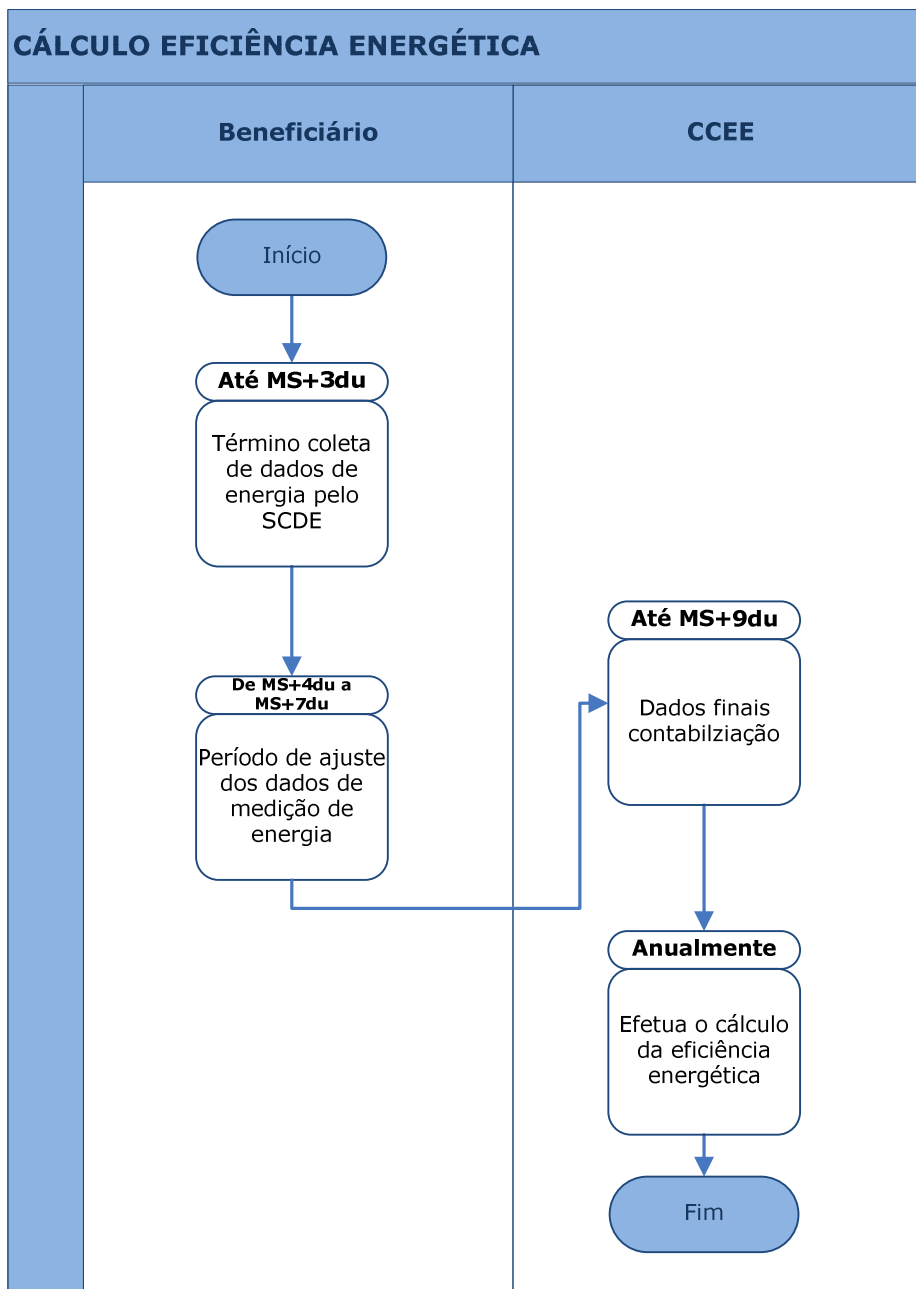 CÁLCULO EFICIÊNCIA ENERGÉTICA
Beneficiário
CCEE
Início
Até MS+3du
Término coleta
de dados de
energia pelo
SCDE
De MS+4du a
MS+7du
Período de ajuste
dos dados de
medição de
energia
Até MS+9du
Dados finais
contabilziação
Anualmente
Efetua o cálculo
da eficiência
energética
Fim